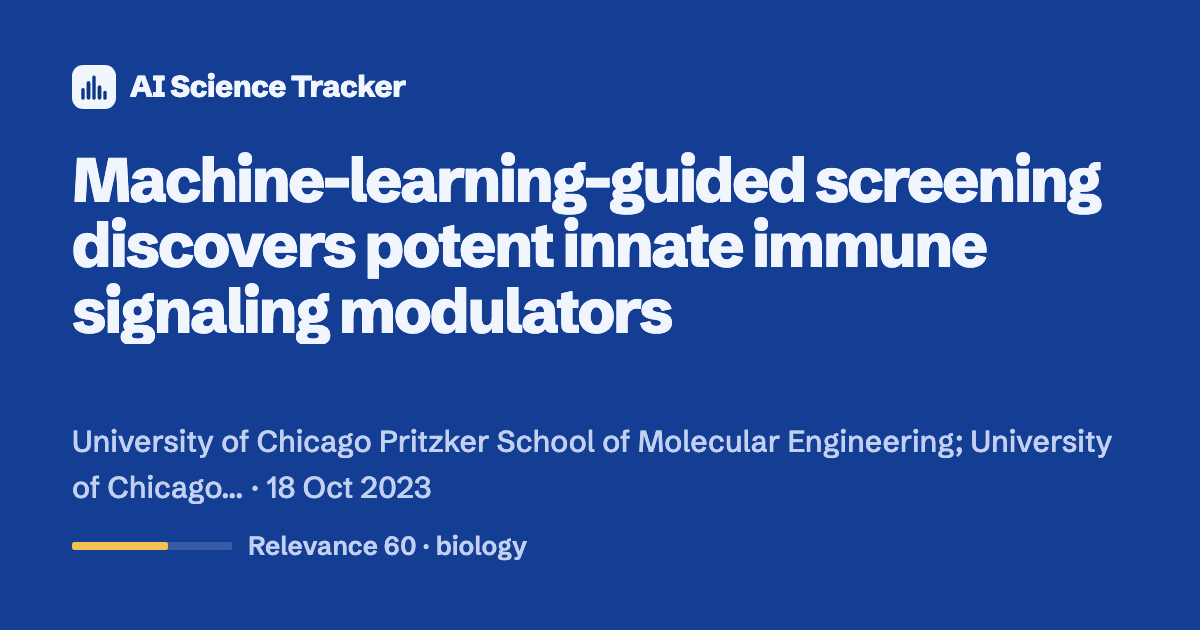 AI Science Tracker
Machine-learning-guided screening
discovers potent innate immune
signaling modulators
University of Chicago Pritzker School of Molecular Engineering; University
of Chicago... · 18 Oct 2023
Relevance 60 · biology